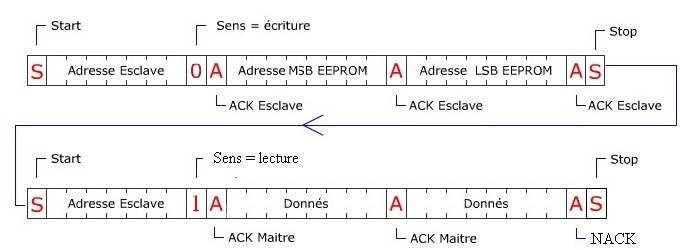 Start
Sens = écriture
Stop
S Adresse Esclave 0 A Adresse MSB EEPROM A Adresse LSB EEPROM A S
ACK Esclave
ACK Esclave
ACK Esclave
Start
Sens = lecture
Stop
S Adresse Esclave 1 A Donnés A Donnés A S
ACK Maitre
ACK Maitre
NACK